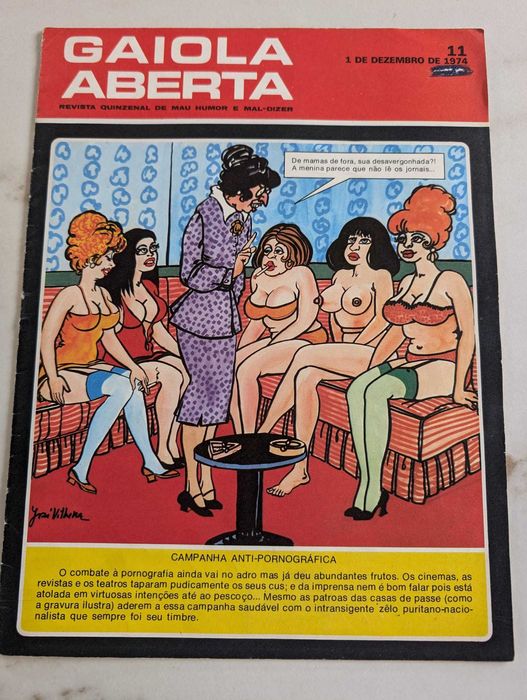 GAIOLA
ABERTA
REVISTA QUINZENAL DE MAU HUMOR E MAL-DIZER
11
1 DE DEZEMBRO DE 1974
De mamas de fora, sua desavergonhada?!
A menina parece que não lê os jornais...
José Vilhena
CAMPANHA ANTI-PORNOGRÁFICA
O combate à pornografia ainda vai no adro mas já deu abundantes frutos. Os cinemas, as
revistas e os teatros taparam pudicamente os seus cus; e da imprensa nem é bom falar pois está
atolada em virtuosas intenções até ao pescoço... Mesmo as patroas das casas de passe (como
a gravura ilustra) aderem a essa campanha saudável com o intransigente zêlo puritano-nacio-
nalista que sempre foi seu timbre.